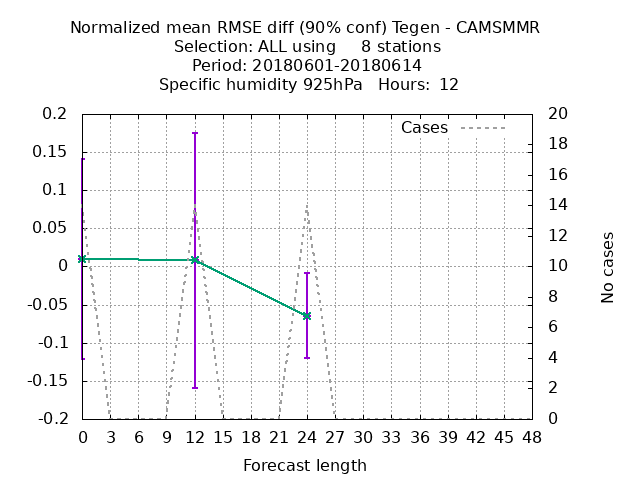 Normalized mean RMSE diff (90% conf) Tegen - CAMSMMR
Selection: ALL using 8 stations
Period: 20180601-20180614
Specific humidity 925hPa Hours: 12
Cases
0.2
0.15
0.1
0.05
0
-0.05
-0.1
-0.15
-0.2
20
18
16
14
12
10
8
6
4
2
0
No cases
0 3 6 9 12 15 18 21 24 27 30 33 36 39 42 45 48
Forecast length